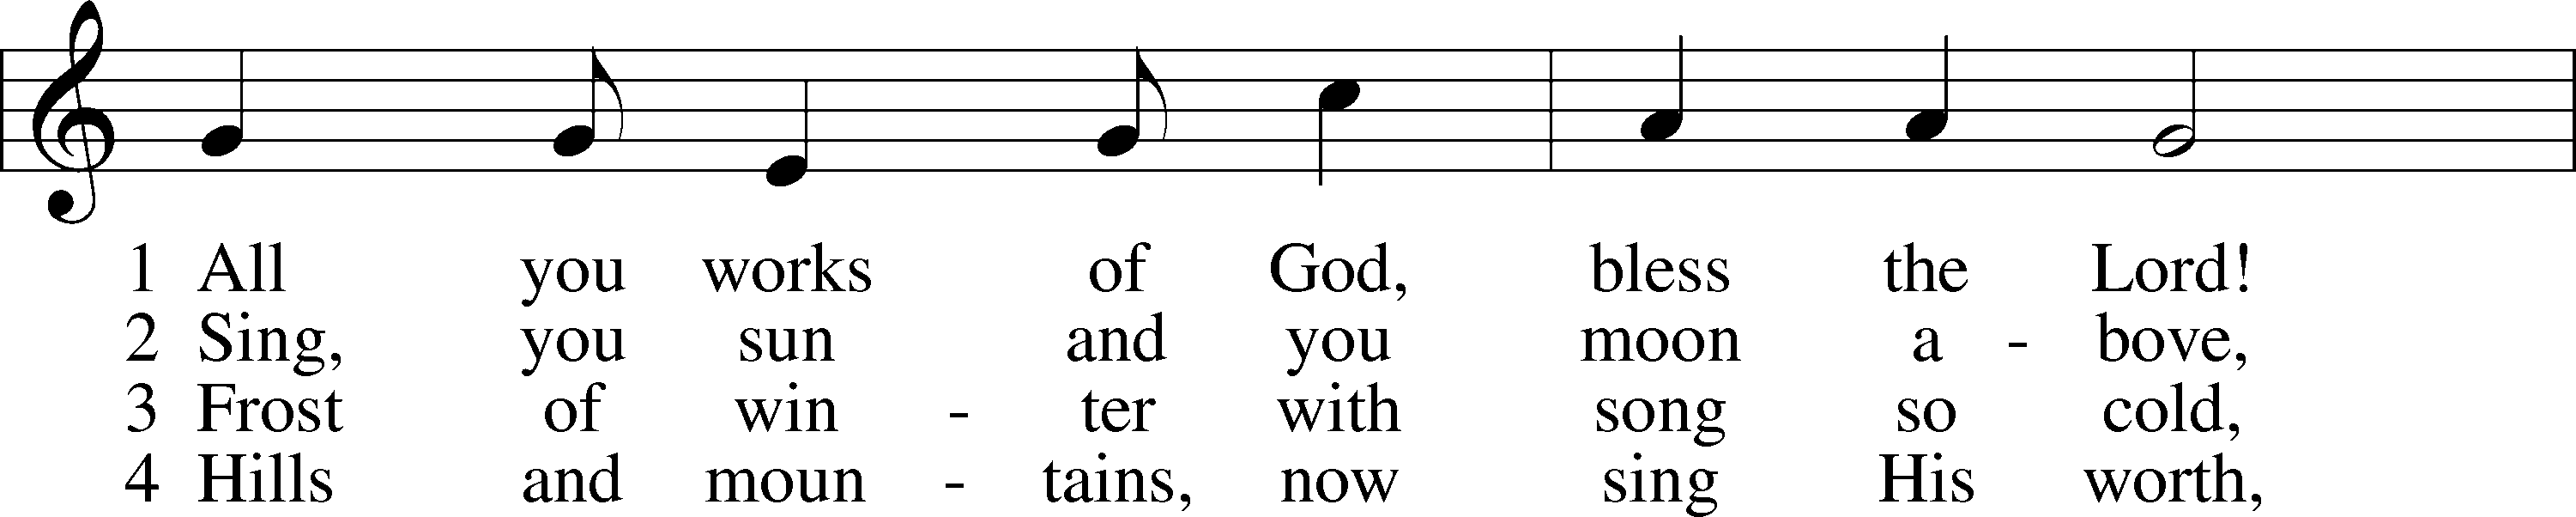 1 All you works of God, bless the Lord!
2 Sing, you sun and you moon a - bove,
3 Frost of win - ter with song so cold,
4 Hills and moun - tains, now sing His worth,